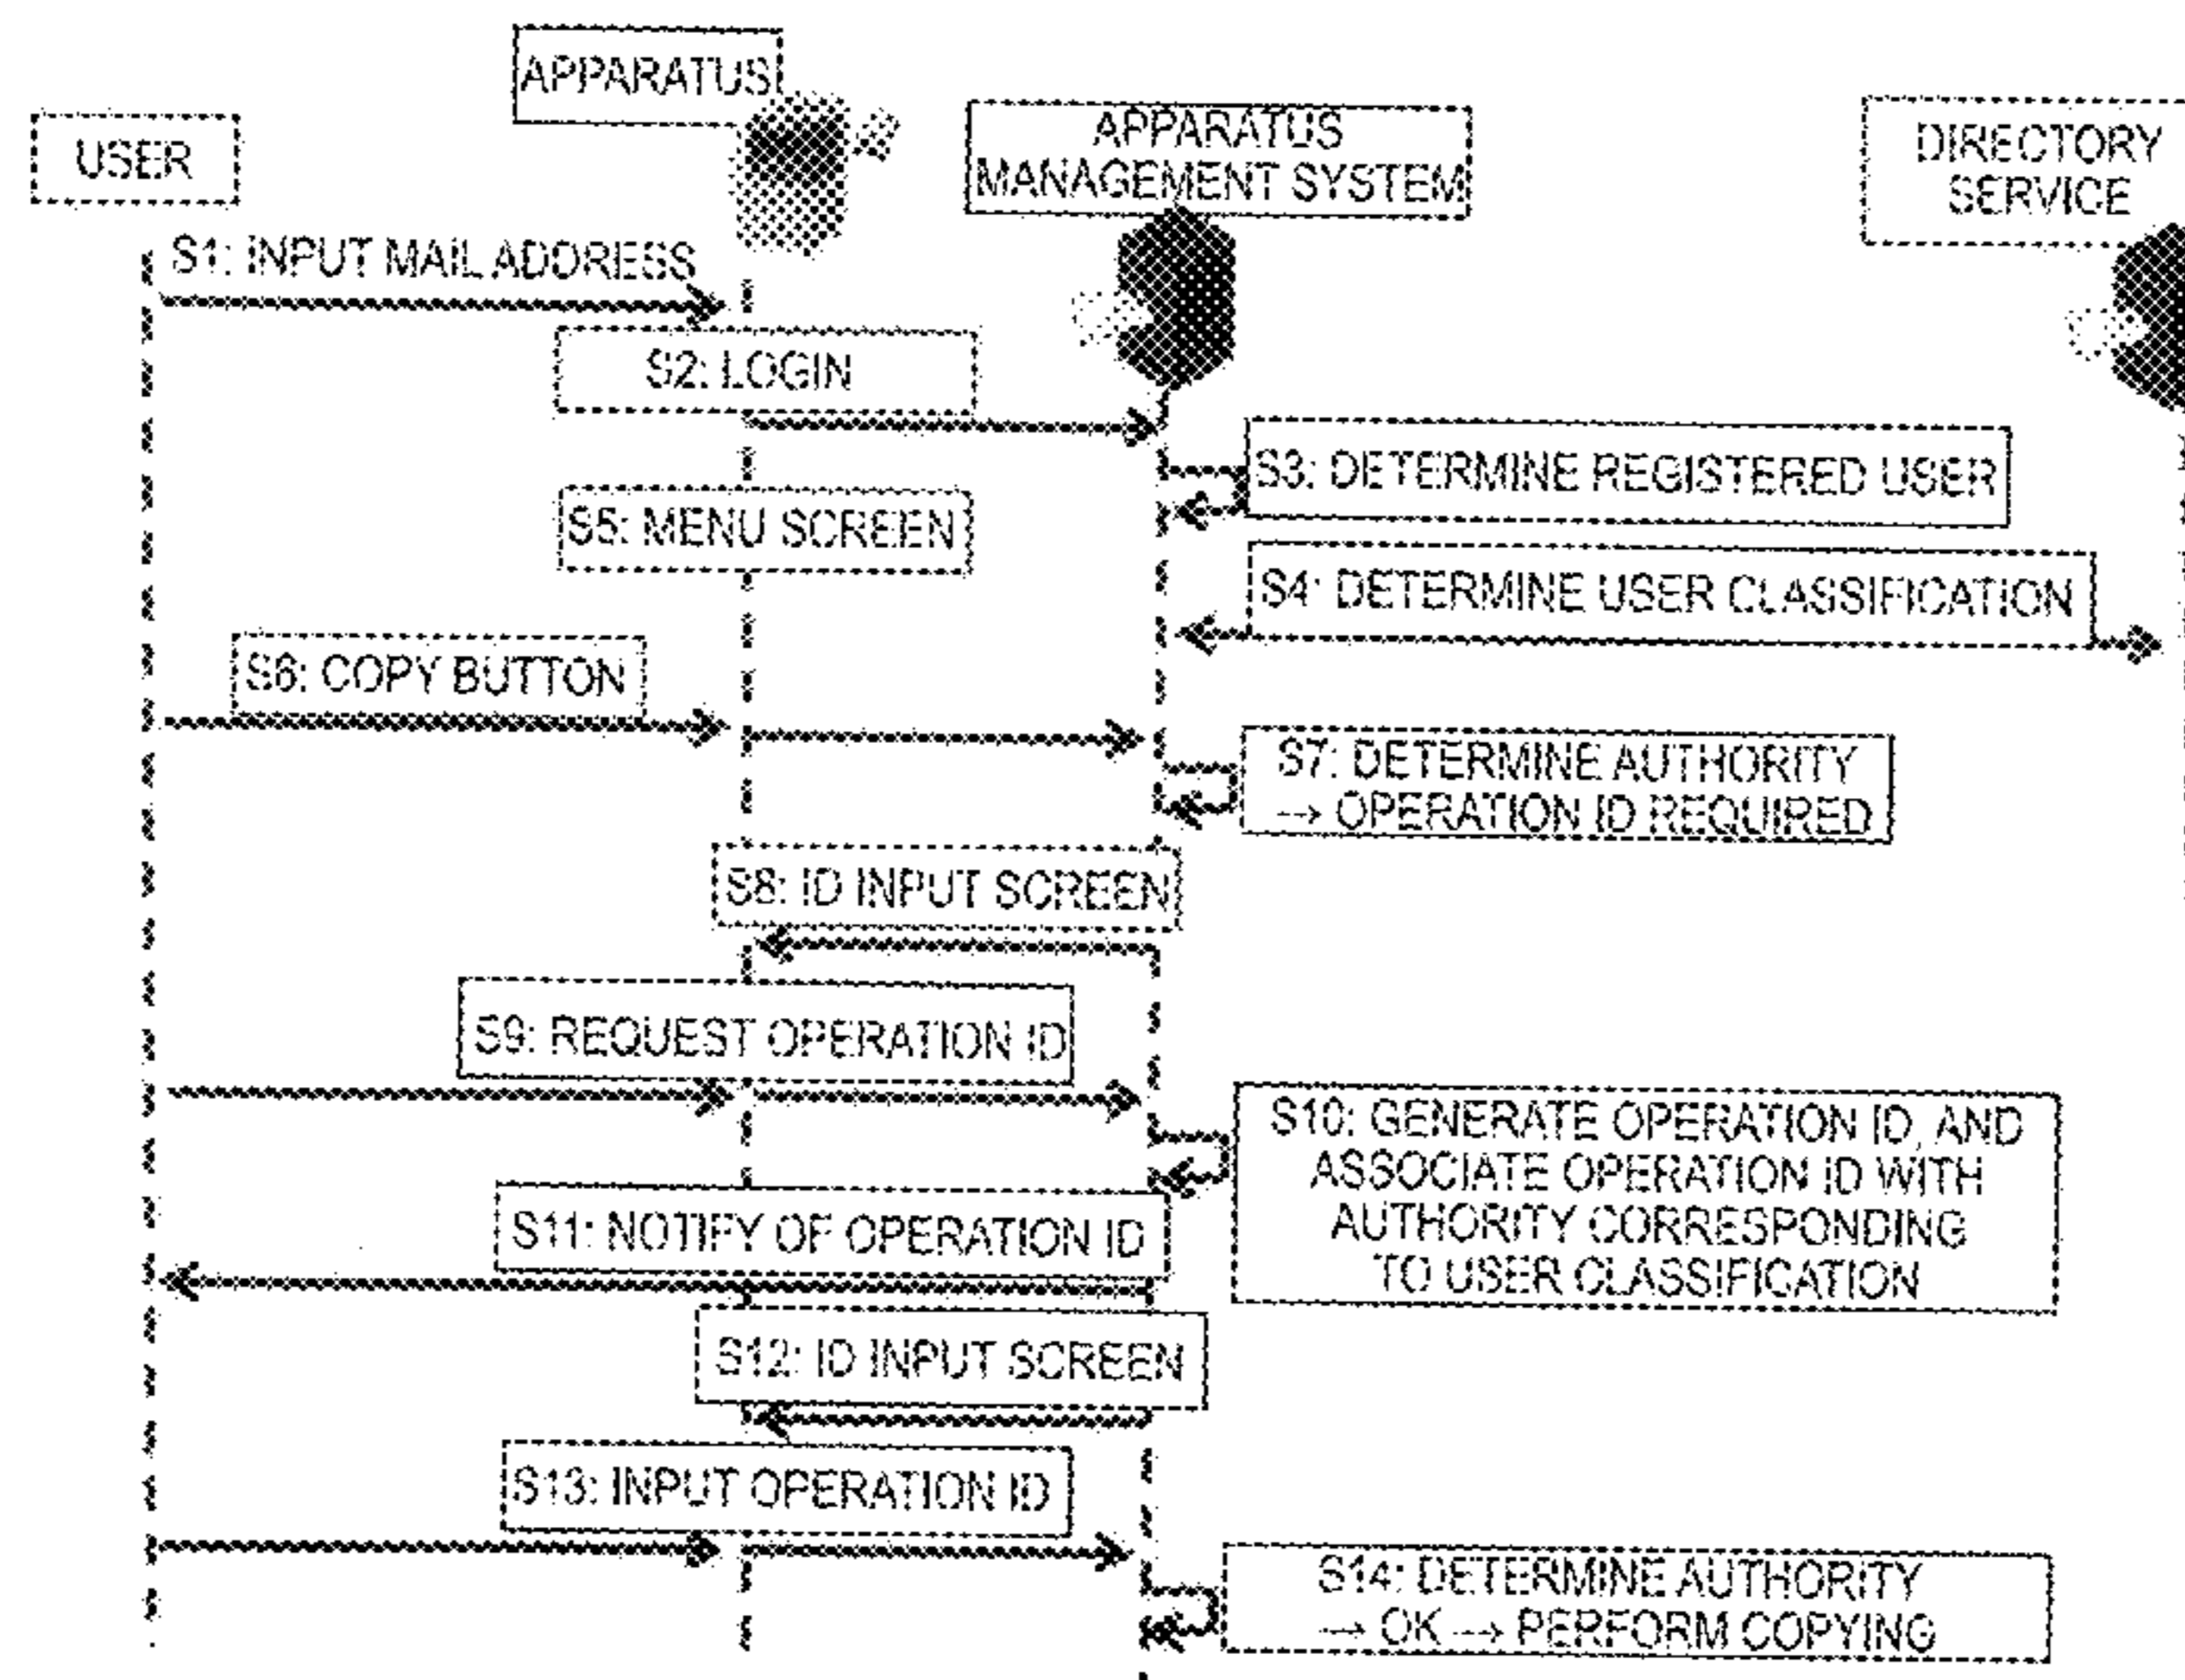 APPARATUS
USER
APPARATUS
MANAGEMENT SYSTEM
DIRECTORY
SERVICE
S1: INPUT MAIL ADDRESS
S2: LOGIN
S3: DETERMINE REGISTERED USER
S5: MENU SCREEN
S4: DETERMINE USER CLASSIFICATION
S6: COPY BUTTON
S7: DETERMINE AUTHORITY
→ OPERATION ID REQUIRED
S8: ID INPUT SCREEN
S9: REQUEST OPERATION ID
S10: GENERATE OPERATION ID, AND
ASSOCIATE OPERATION ID WITH
AUTHORITY CORRESPONDING
TO USER CLASSIFICATION
S11: NOTIFY OF OPERATION ID
S12: ID INPUT SCREEN
S13: INPUT OPERATION ID
S14: DETERMINE AUTHORITY
→ OK → PERFORM COPYING